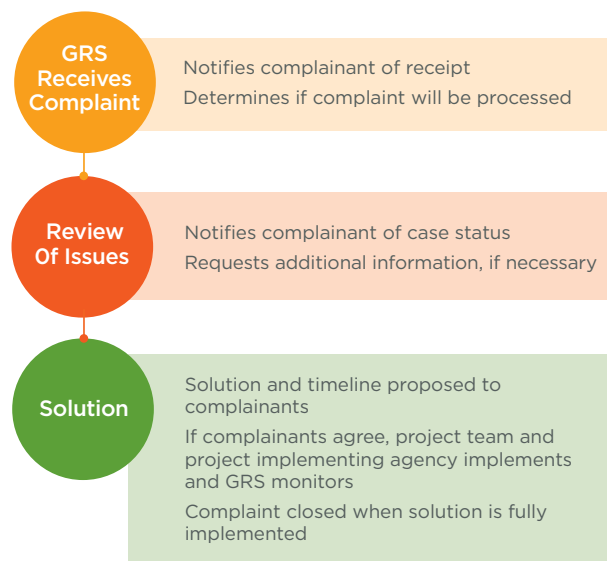 GRS
Receives
Complaint
Notifies complainant of receipt
Determines if complaint will be processed
Review
0f Issues
Notifies complainant of case status
Requests additional information, if necessary
Solution
Solution and timeline proposed to
complainants
If complainants agree, project team and
project implementing agency implements
and GRS monitors
Complaint closed when solution is fully
implemented